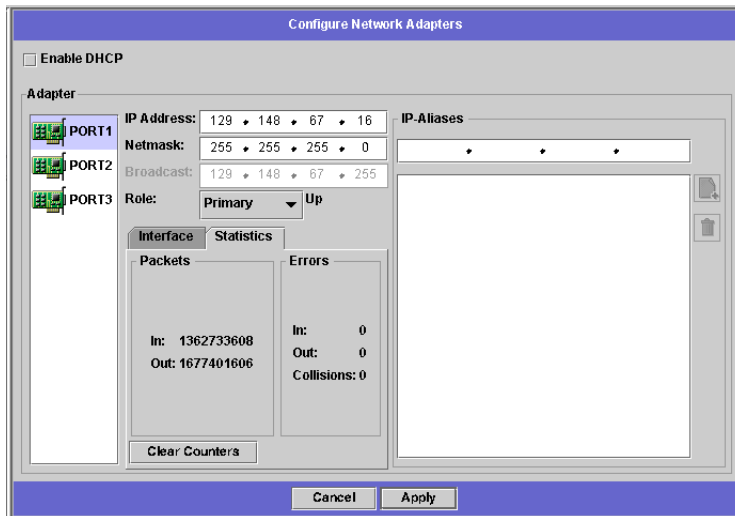 Configure Network Adapters
Enable DHCP
Adapter
PORT1
PORT2
PORT3
IP Address: 129 . 148 . 67 . 16
Netmask: 255 . 255 . 255 . 0
Broadcast: 129 . 148 . 67 . 255
Role: Primary Up
Interface Statistics
Packets
In: 1362733608
Out: 1677401606
Errors
In: 0
Out: 0
Collisions: 0
Clear Counters
IP-Aliases
. . .
Cancel Apply